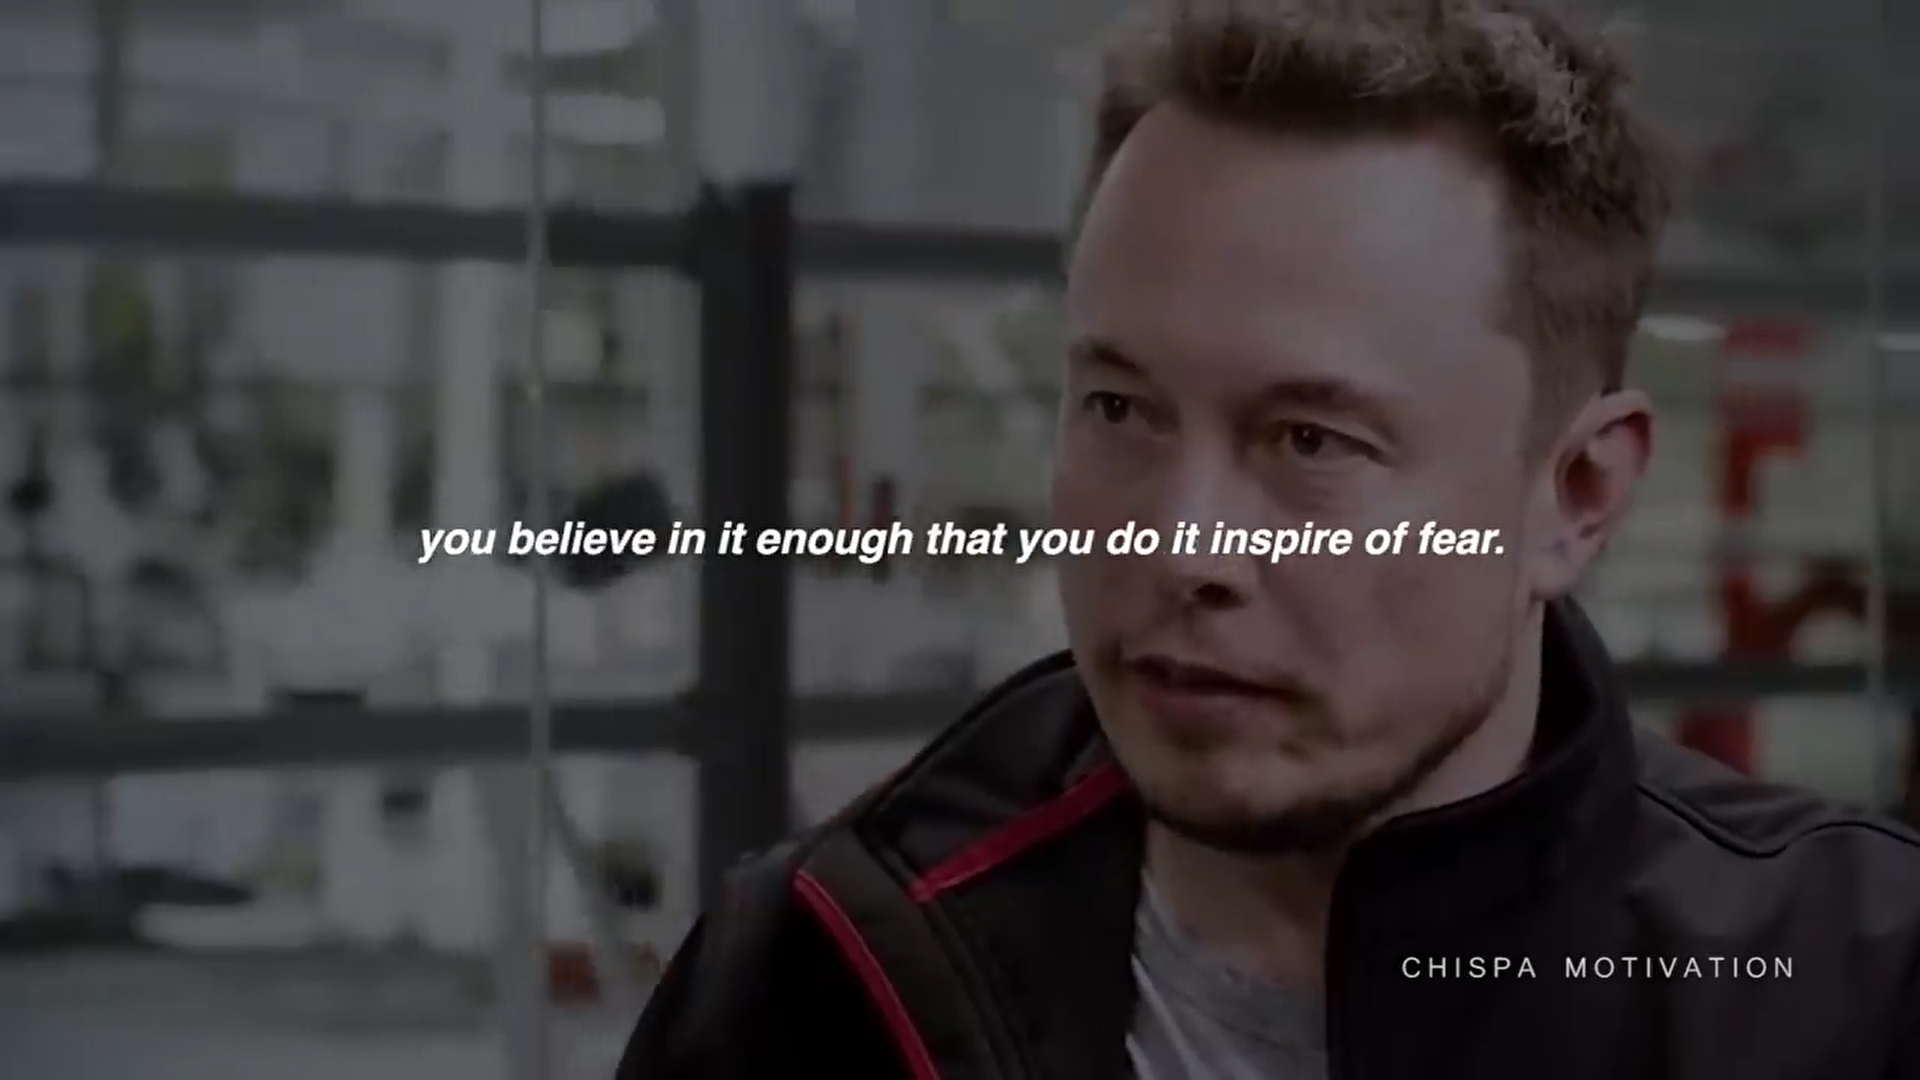 you believe in it enough that you do it inspire of fear.
CHISPA MOTIVATION